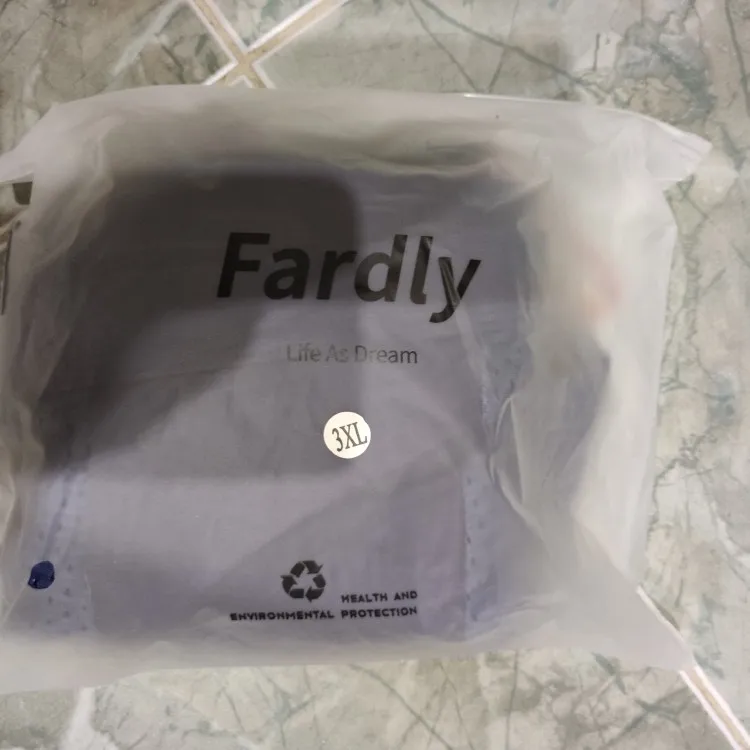 Fardly
Life As Dream
3XL
HEALTH AND
ENVIRONMENTAL PROTECTION